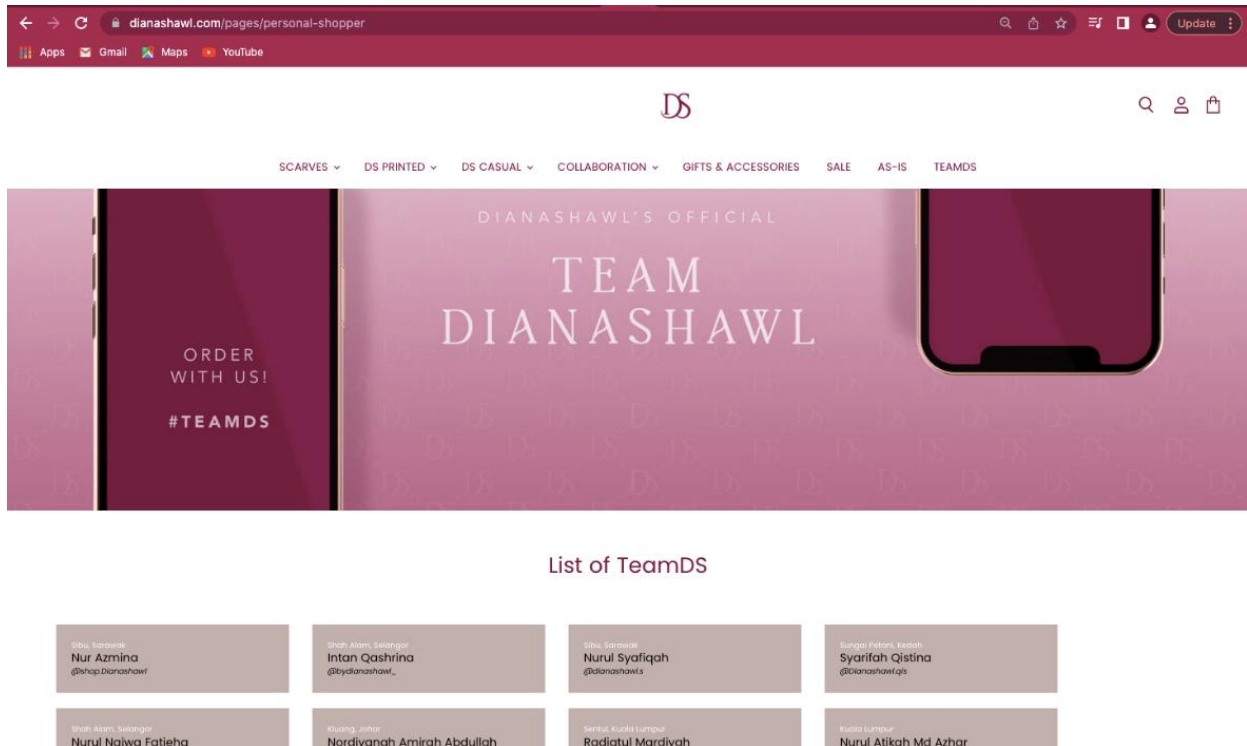 dianashawl.com/pages/personal-shopper
Update
Apps Gmail Maps YouTube
DS
SCARVES DS PRINTED DS CASUAL COLLABORATION GIFTS & ACCESSORIES SALE AS-IS TEAMDS
DIANASHAWL'S OFFICIAL
TEAM
DIANASHAWL
ORDER
WITH US!
#TEAMDS
List of TeamDS
Sibu, Sarawak
Nur Azmina
@shop.Dianashawl
Shah Alam, Selangor
Intan Qashrina
@bydianashawl_
Sibu, Sarawak
Nurul Syafiqah
@dianashawl.s
Sungai Petani, Kedah
Syarifah Qistina
@Dianashawl.qis
Shah Alam, Selangor
Nurul Najwa Fatieha
Kluang, Johor
Nordiyanah Amirah Abdullah
Sentul, Kuala Lumpur
Radiatul Mardiyah
Kuala Lumpur
Nurul Atikah Md Azhar